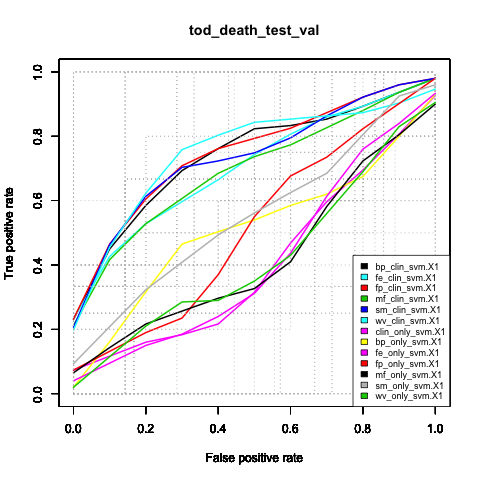 tod_death_test_val
True positive rate
1.0
0.8
0.6
0.4
0.2
0.0
bp_clin_svm.X1
fe_clin_svm.X1
fp_clin_svm.X1
mf_clin_svm.X1
sm_clin_svm.X1
wv_clin_svm.X1
clin_only_svm.X1
bp_only_svm.X1
fe_only_svm.X1
fp_only_svm.X1
mf_only_svm.X1
sm_only_svm.X1
wv_only_svm.X1
0.0 0.2 0.4 0.6 0.8 1.0
False positive rate